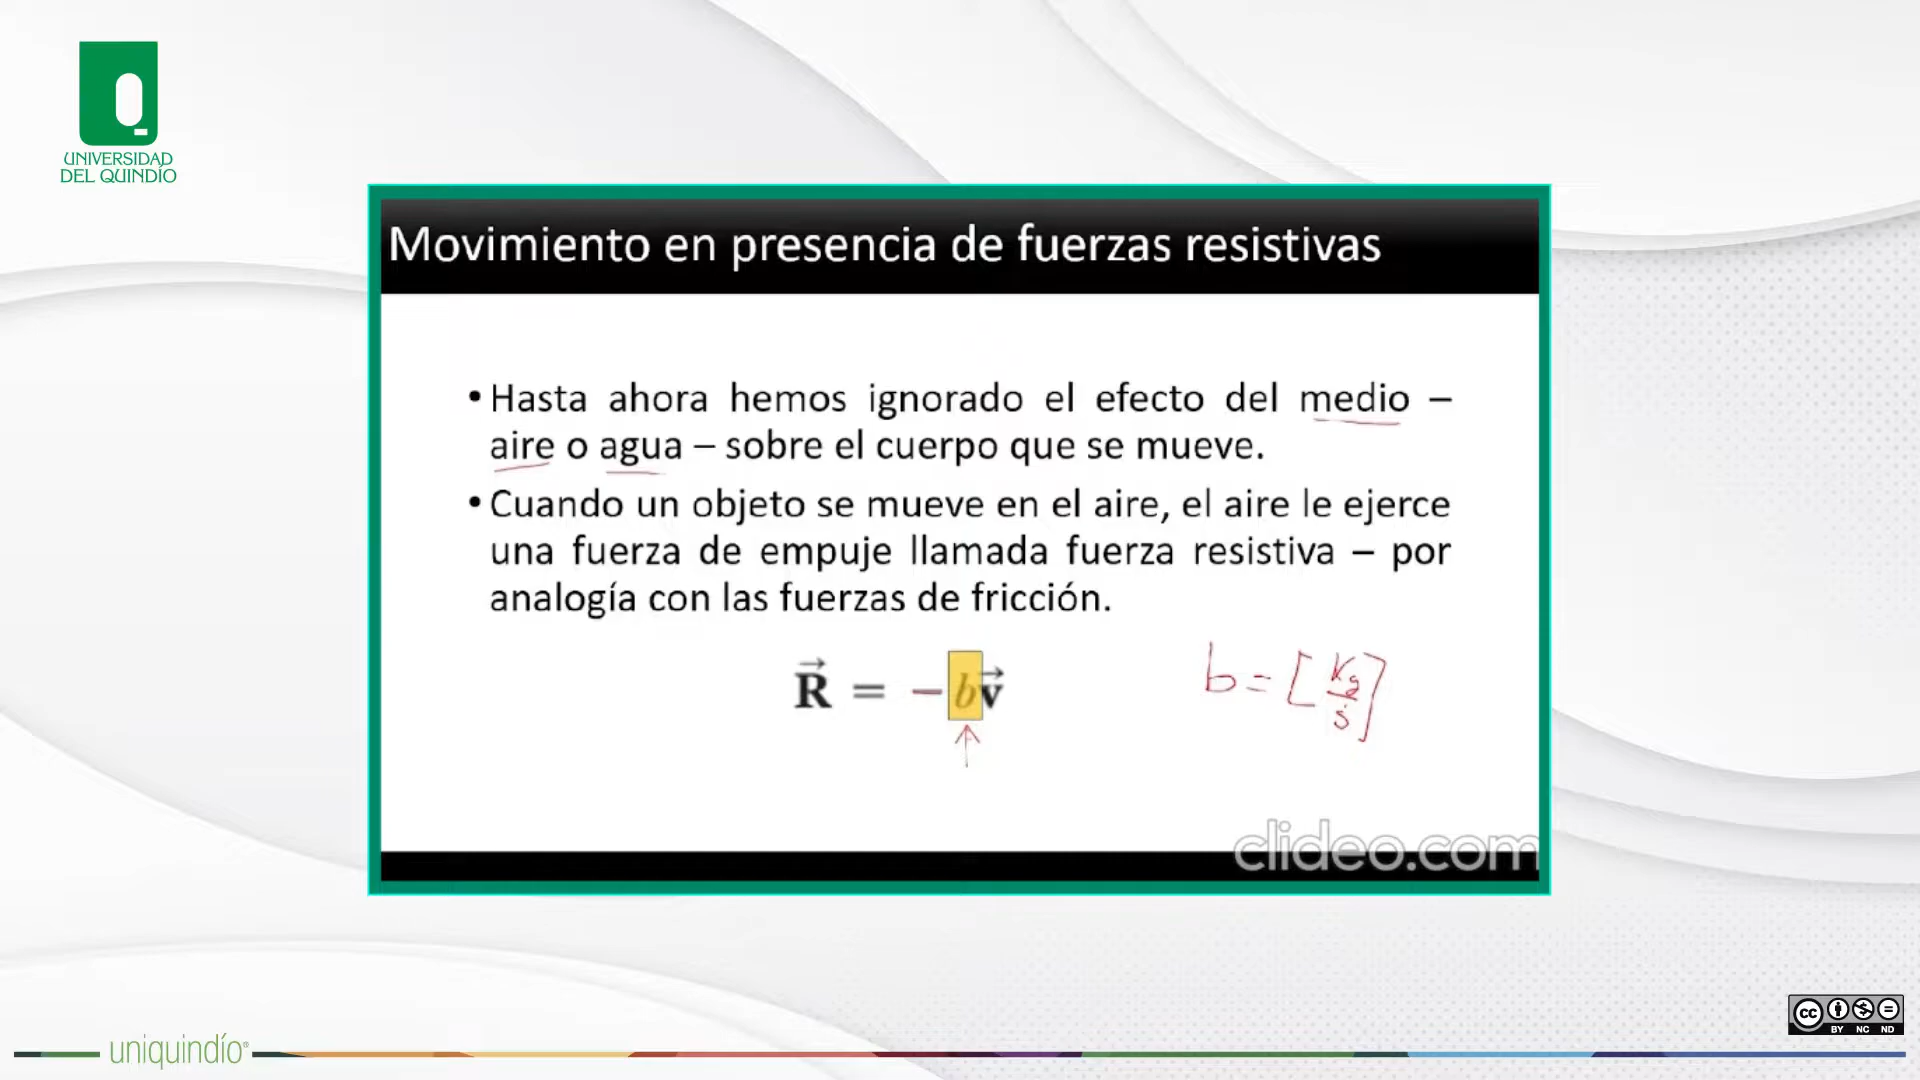 UNIVERSIDAD
DEL QUINDÍO
Movimiento en presencia de fuerzas resistivas
• Hasta ahora hemos ignorado el efecto del medio –
aire o agua – sobre el cuerpo que se mueve.
• Cuando un objeto se mueve en el aire, el aire le ejerce
una fuerza de empuje llamada fuerza resistiva – por
analogía con las fuerzas de fricción.
R⃗ = − bv⃗
b = [kg/s]
clideo.com
uniquindío®
cc BY NC ND